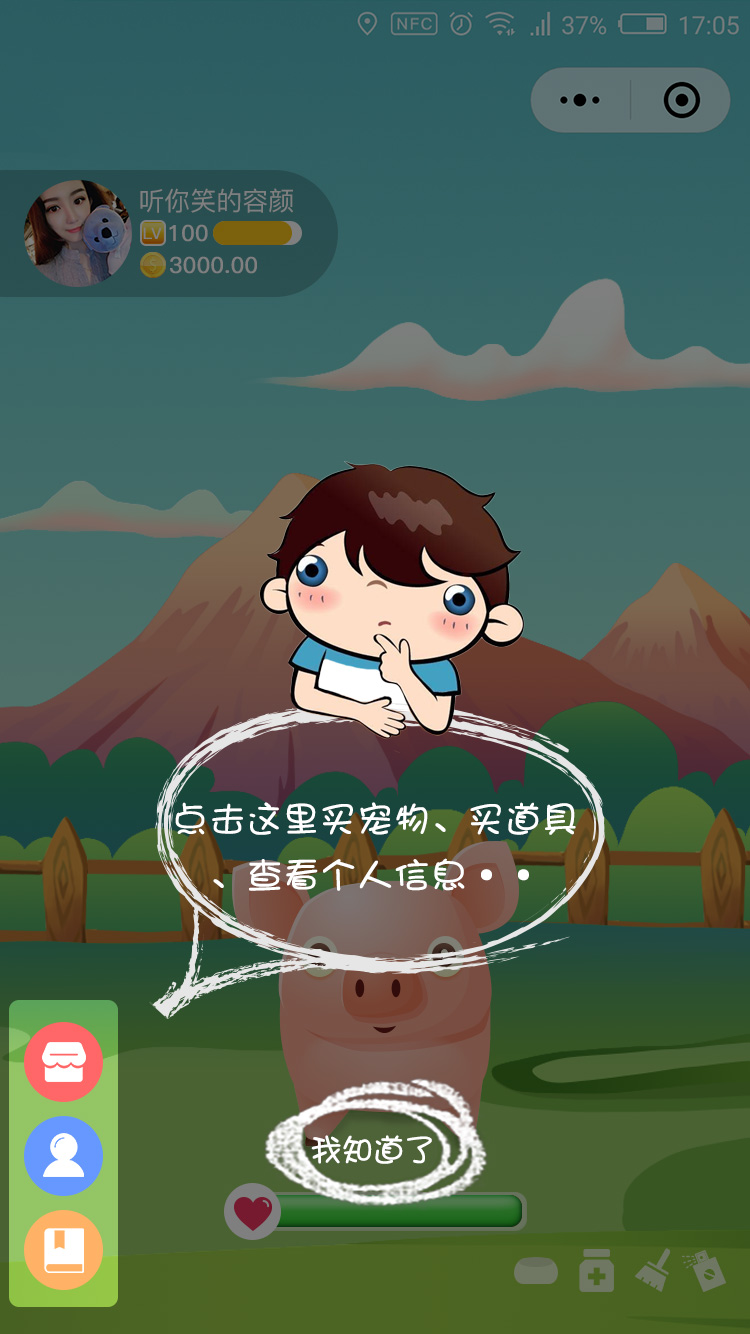 NFC 37% 17:05
听你笑的容颜
LV 100
3000.00
点击这里买宠物、买道具
、查看个人信息··
我知道了